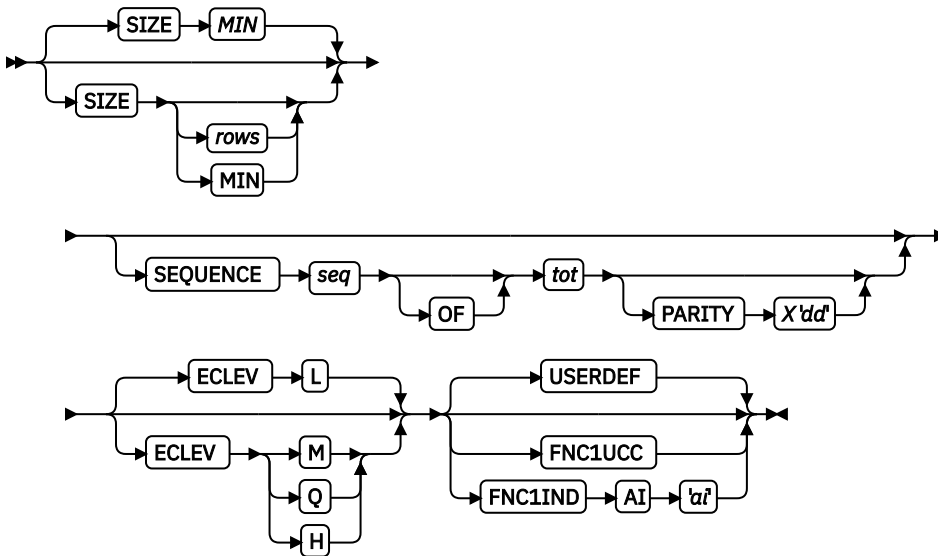 SIZE MIN
SIZE
rows
MIN
SEQUENCE seq tot
OF PARITY X'dd'
ECLEV L USERDEF
ECLEV M FNC1UCC
Q FNC1IND AI 'ai'
H